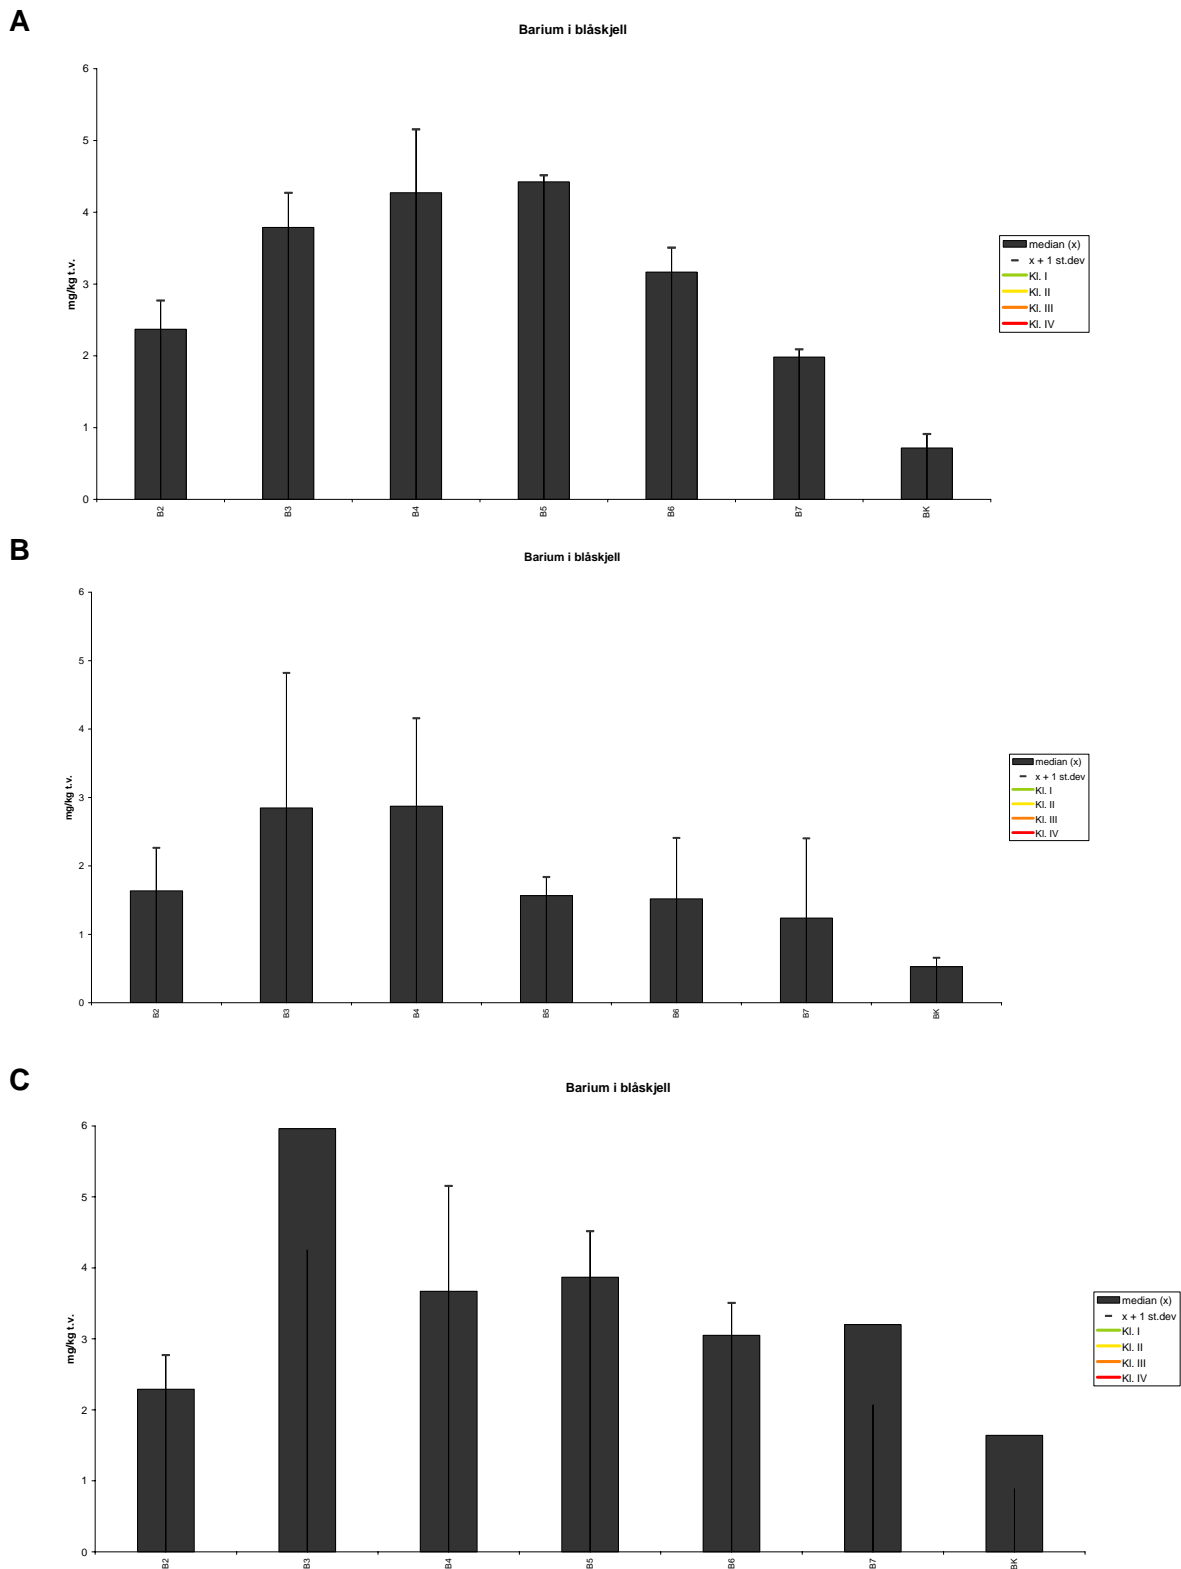 A
Barium i blåskjell
6
5
4
3
2
1
0
mg/kg t.v.
B2
B3
B4
B5
B6
B7
BK
median (x)
x + 1 st.dev
Kl. I
Kl. II
Kl. III
Kl. IV
B
Barium i blåskjell
6
5
4
3
2
1
0
mg/kg t.v.
B2
B3
B4
B5
B6
B7
BK
median (x)
x + 1 st.dev
Kl. I
Kl. II
Kl. III
Kl. IV
C
Barium i blåskjell
6
5
4
3
2
1
0
mg/kg t.v.
B2
B3
B4
B5
B6
B7
BK
median (x)
x + 1 st.dev
Kl. I
Kl. II
Kl. III
Kl. IV